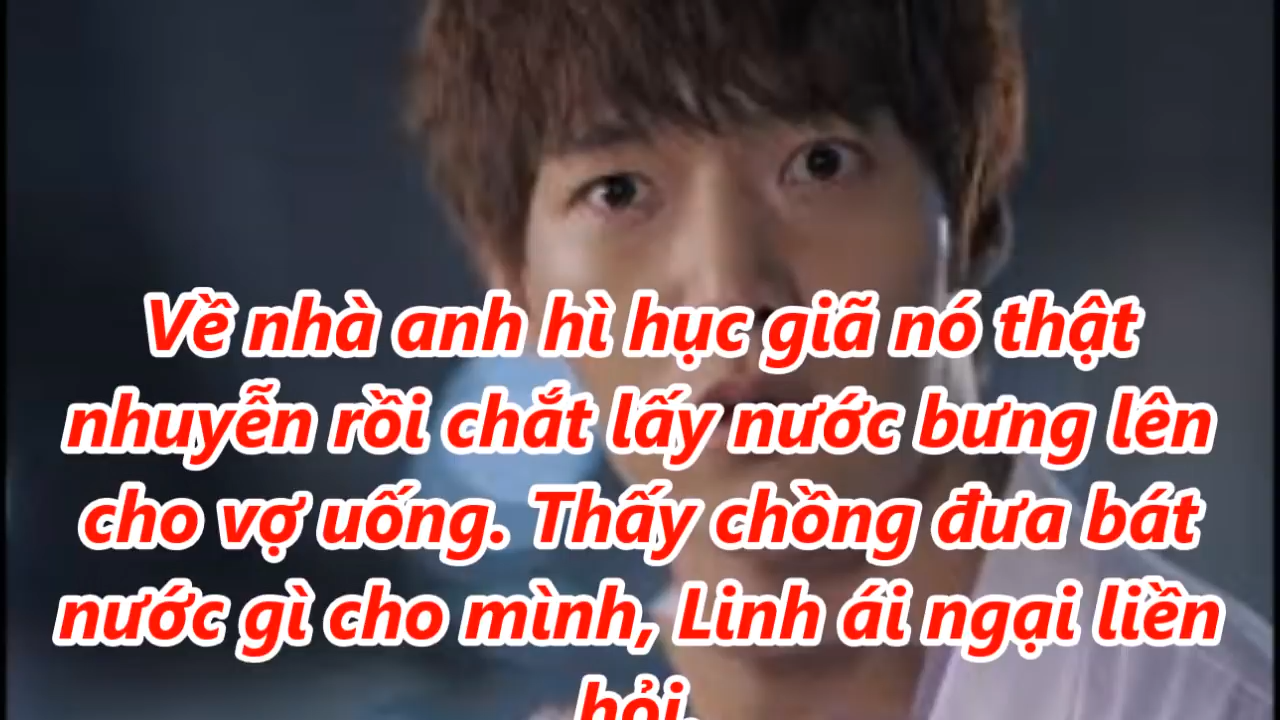 Về nhà anh hì hục giã nó thật
nhuyễn rồi chắt lấy nước bưng lên
cho vợ uống. Thấy chồng đưa bát
nước gì cho mình, Linh ái ngại liền
hỏi.